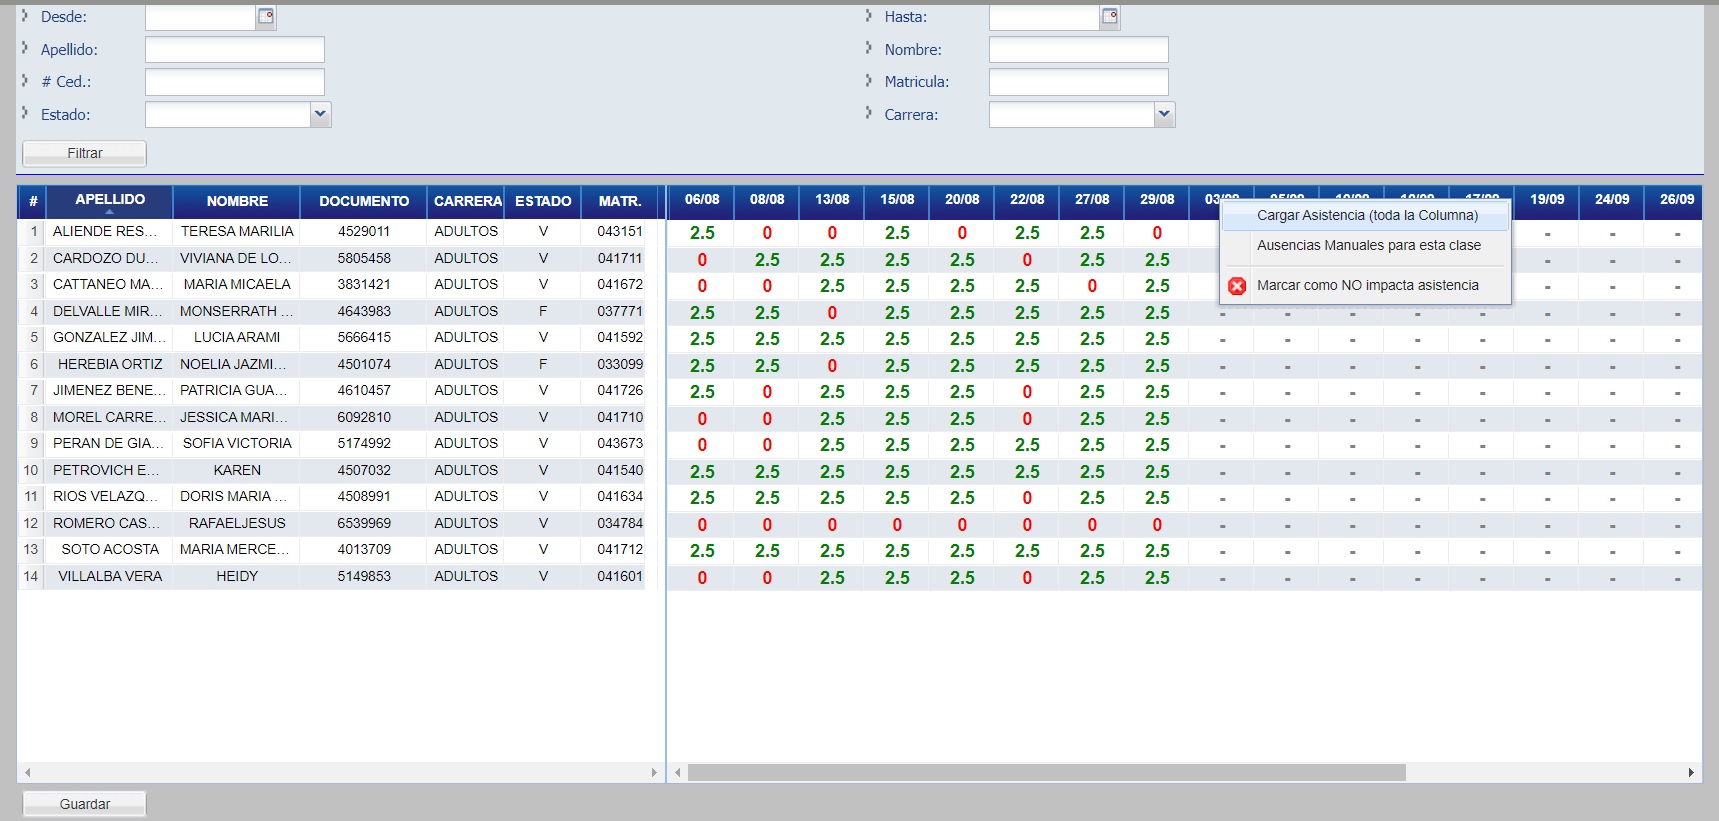 Desde: Hasta:
Apellido: Nombre:
# Ced.: Matricula:
Estado: Carrera:
Filtrar
# APELLIDO NOMBRE DOCUMENTO CARRERA ESTADO MATR. 06/08 08/08 13/08 15/08 20/08 22/08 27/08 29/08 19/09 24/09 26/09
Cargar Asistencia (toda la Columna)
Ausencias Manuales para esta clase
Marcar como NO impacta asistencia
1 ALIENDE RES... TERESA MARILIA 4529011 ADULTOS V 043151 2.5 0 0 2.5 0 2.5 2.5 0 - - -
2 CARDOZO DU... VIVIANA DE LO... 5805458 ADULTOS V 041711 0 2.5 2.5 2.5 2.5 0 2.5 2.5 - - -
3 CATTANEO MA... MARIA MICAELA 3831421 ADULTOS V 041672 0 0 2.5 2.5 2.5 2.5 0 2.5 - - -
4 DELVALLE MIR... MONSERRATH ... 4643983 ADULTOS F 037771 2.5 2.5 0 2.5 2.5 2.5 2.5 2.5 - - - - - - - -
5 GONZALEZ JIM... LUCIA ARAMI 5666415 ADULTOS V 041592 2.5 2.5 2.5 2.5 2.5 2.5 2.5 2.5 - - - - - - - -
6 HEREBIA ORTIZ NOELIA JAZMI... 4501074 ADULTOS F 033099 2.5 2.5 0 2.5 2.5 2.5 2.5 2.5 - - - - - - - -
7 JIMENEZ BENE... PATRICIA GUA... 4610457 ADULTOS V 041726 2.5 0 2.5 2.5 2.5 0 2.5 2.5 - - - - - - - -
8 MOREL CARRE... JESSICA MARI... 6092810 ADULTOS V 041710 0 0 2.5 2.5 2.5 0 2.5 2.5 - - - - - - - -
9 PERAN DE GIA... SOFIA VICTORIA 5174992 ADULTOS V 043673 0 0 2.5 2.5 2.5 2.5 2.5 2.5 - - - - - - - -
10 PETROVICH E... KAREN 4507032 ADULTOS V 041540 2.5 2.5 2.5 2.5 2.5 2.5 2.5 2.5 - - - - - - - -
11 RIOS VELAZQ... DORIS MARIA ... 4508991 ADULTOS V 041634 2.5 2.5 2.5 2.5 2.5 0 2.5 2.5 - - - - - - - -
12 ROMERO CAS... RAFAELJESUS 6539969 ADULTOS V 034784 0 0 0 0 0 0 0 0 - - - - - - - -
13 SOTO ACOSTA MARIA MERCE... 4013709 ADULTOS V 041712 2.5 2.5 2.5 2.5 2.5 2.5 2.5 2.5 - - - - - - - -
14 VILLALBA VERA HEIDY 5149853 ADULTOS V 041601 0 0 2.5 2.5 2.5 0 2.5 2.5 - - - - - - - -
Guardar